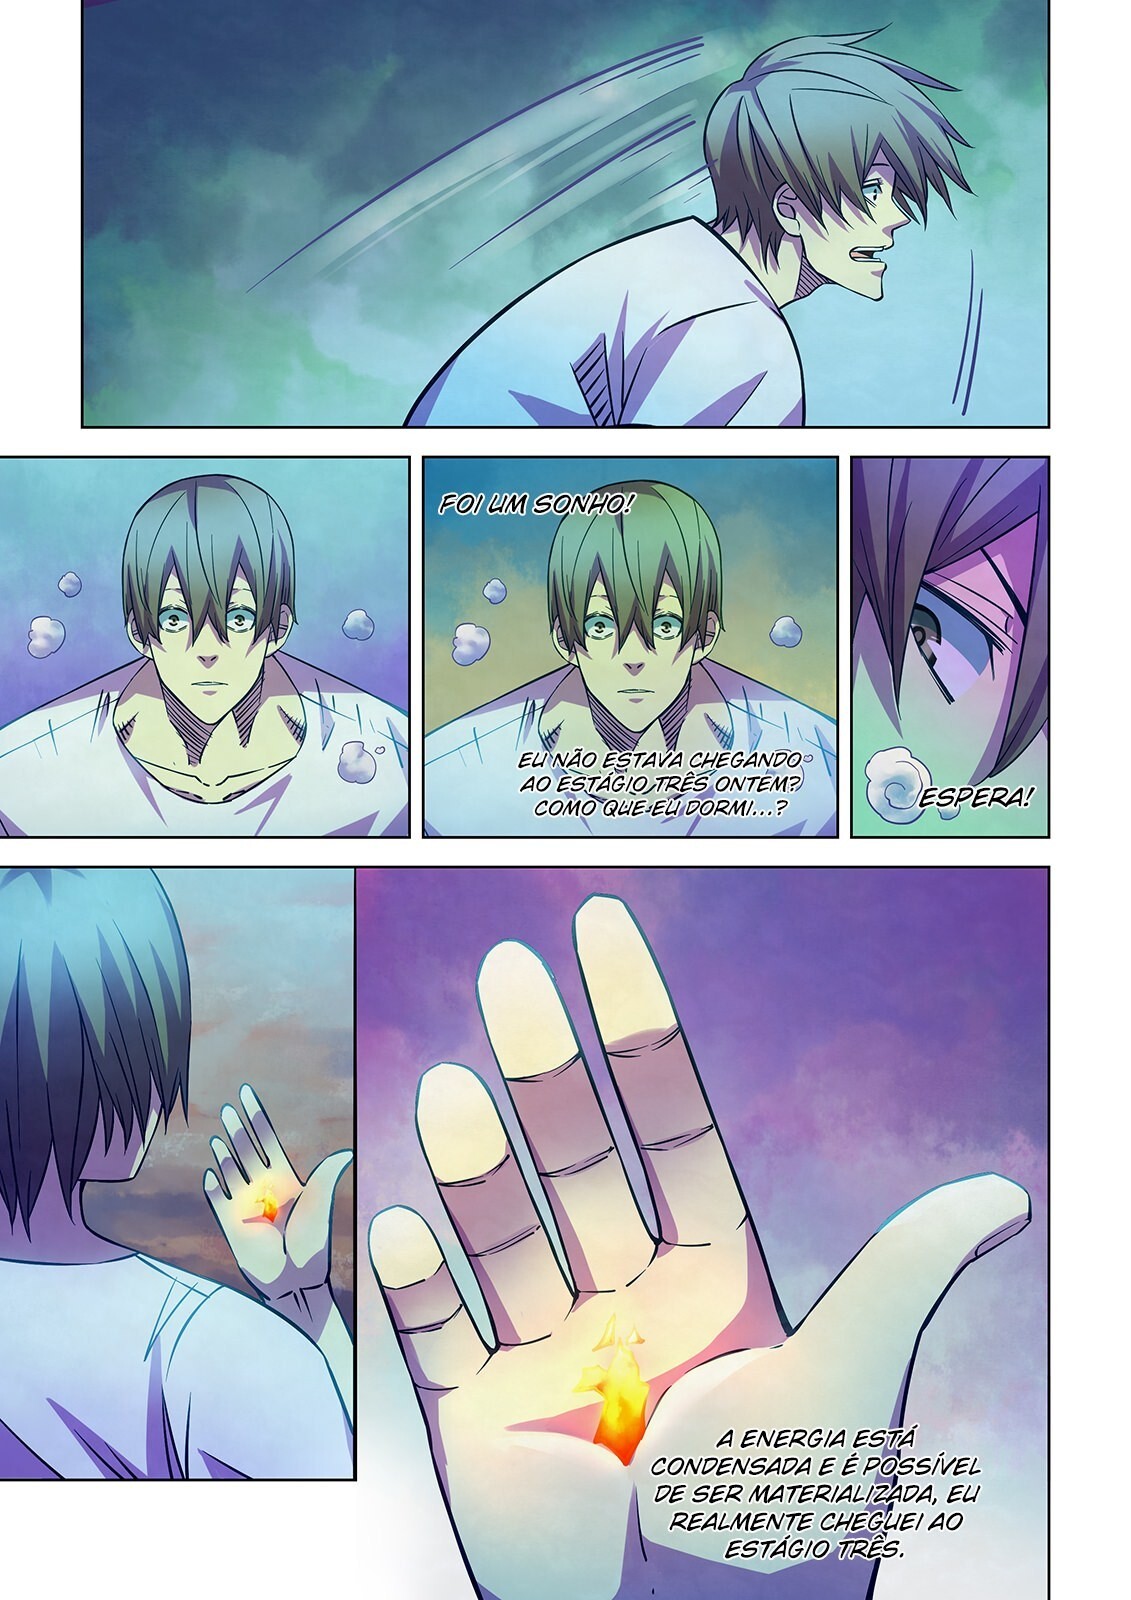 FOI UM SONHO!
EU NÃO ESTAVA CHEGANDO
AO ESTÁGIO TRÊS ONTEM?
COMO QUE EU DORMI...?
ESPERA!
A ENERGIA ESTÁ
CONDENSADA E É POSSÍVEL
DE SER MATERIALIZADA, EU
REALMENTE CHEGUEI AO
ESTÁGIO TRÊS.